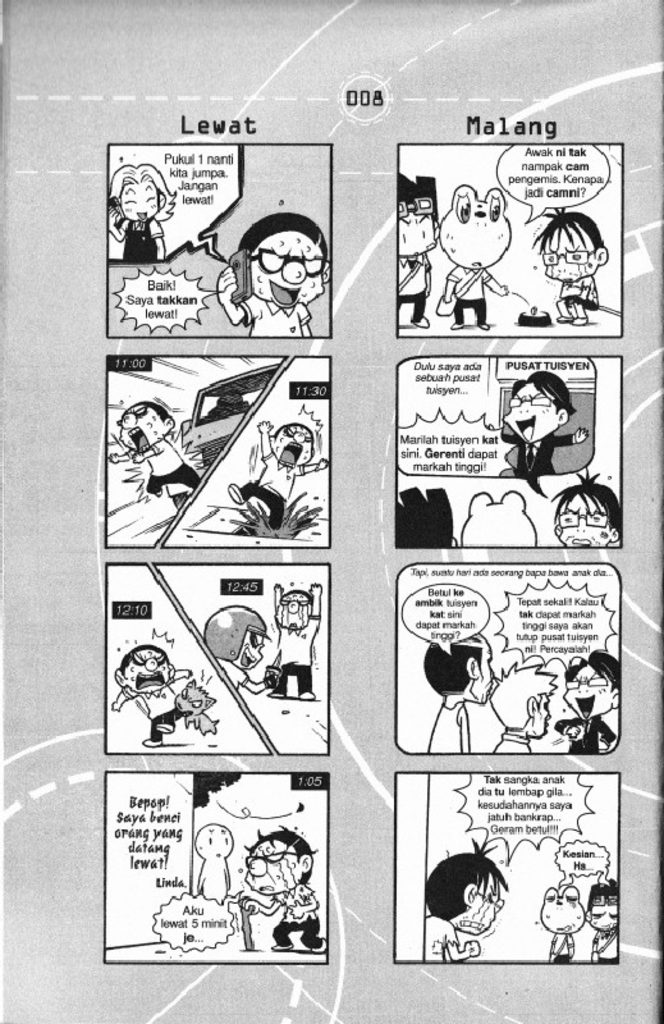 008
Lewat
Pukul 1 nanti
kita jumpa.
Jangan
lewat!
Baik!
Saya takkan
lewat!
11:00
11:30
12:10
12:45
1:05
Bepop!
Saya benci
orang yang
datang
lewat!
Linda.
Aku
lewat 5 minit
je...
Malang
Awak ni tak
nampak cam
pengemis. Kenapa
jadi camni?
Dulu saya ada
sebuah pusat
tuisyen...
PUSAT TUISYEN
Marilah tuisyen kat
sini. Gerenti dapat
markah tinggi!
Tapi, suatu hari ada seorang bapa bawa anak dia...
Betul ke
ambik tuisyen
kat sini
dapat markah
tinggi?
Tepat sekali! Kalau
tak dapat markah
tinggi saya akan
tutup pusat tuisyen
ni! Percayalah!
Tak sangka anak
dia tu lembap gila...
kesudahannya saya
jatuh bankrap...
Geram betul!!!
Kesian...
Hs...